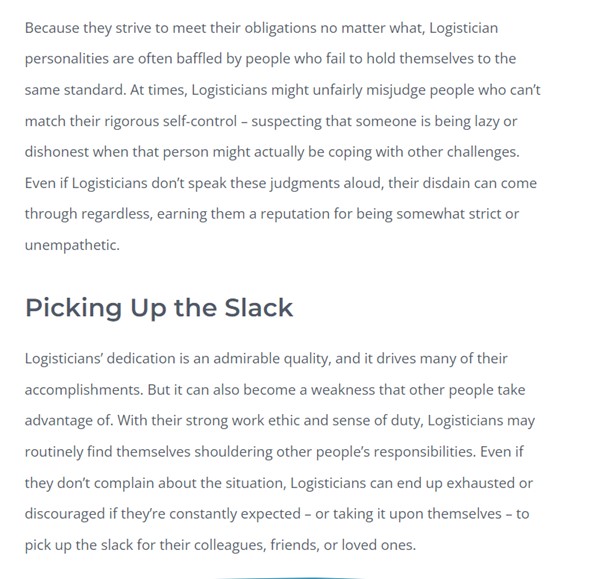 Because they strive to meet their obligations no matter what, Logistician
personalities are often baffled by people who fail to hold themselves to the
same standard. At times, Logisticians might unfairly misjudge people who can’t
match their rigorous self-control – suspecting that someone is being lazy or
dishonest when that person might actually be coping with other challenges.
Even if Logisticians don’t speak these judgments aloud, their disdain can come
through regardless, earning them a reputation for being somewhat strict or
unempathetic.
Picking Up the Slack
Logisticians’ dedication is an admirable quality, and it drives many of their
accomplishments. But it can also become a weakness that other people take
advantage of. With their strong work ethic and sense of duty, Logisticians may
routinely find themselves shouldering other people’s responsibilities. Even if
they don’t complain about the situation, Logisticians can end up exhausted or
discouraged if they’re constantly expected – or taking it upon themselves – to
pick up the slack for their colleagues, friends, or loved ones.